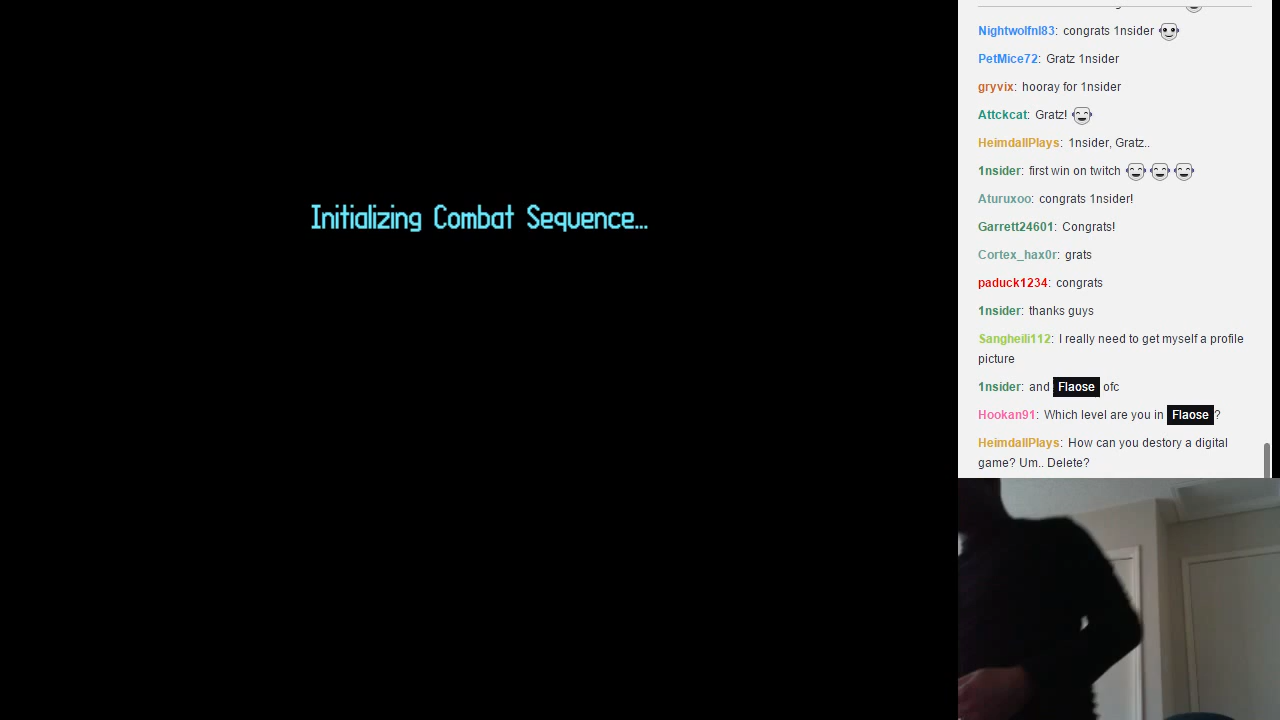 Initializing Combat Sequence...
Nightwolfnl83: congrats 1nsider
PetMice72: Gratz 1nsider
gryvix: hooray for 1nsider
Attckcat: Gratz!
HeimdallPlays: 1nsider, Gratz..
1nsider: first win on twitch
Aturuxoo: congrats 1nsider!
Garrett24601: Congrats!
Cortex_hax0r: grats
paduck1234: congrats
1nsider: thanks guys
Sangheili112: I really need to get myself a profile
picture
1nsider: and Flaose ofc
Hookan91: Which level are you in Flaose ?
HeimdallPlays: How can you destory a digital
game? Um.. Delete?